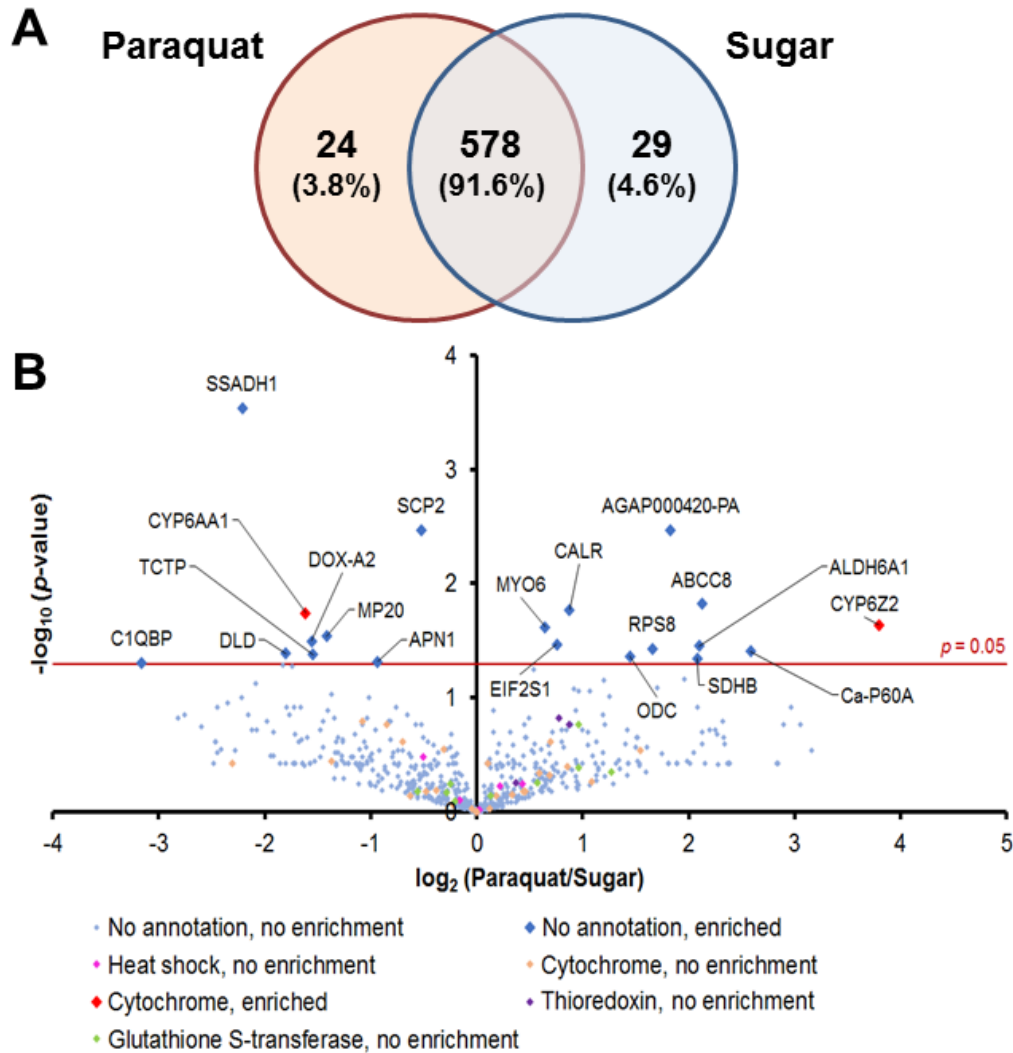 A
Paraquat
Sugar
24
(3.8%)
578
(91.6%)
29
(4.6%)
B
-log10 (p-value)
4
3
2
1
0
SSADH1
SCP2
AGAP000420-PA
CYP6AA1
TCTP
DOX-A2
CALR
ALDH6A1
MYO6
ABCC8
CYP6Z2
MP20
RPS8
C1QBP
DLD
APN1
p = 0.05
EIF2S1
ODC
SDHB
Ca-P60A
-4 -3 -2 -1 0 1 2 3 4 5
log2 (Paraquat/Sugar)
No annotation, no enrichment
No annotation, enriched
Heat shock, no enrichment
Cytochrome, no enrichment
Cytochrome, enriched
Thioredoxin, no enrichment
Glutathione S-transferase, no enrichment